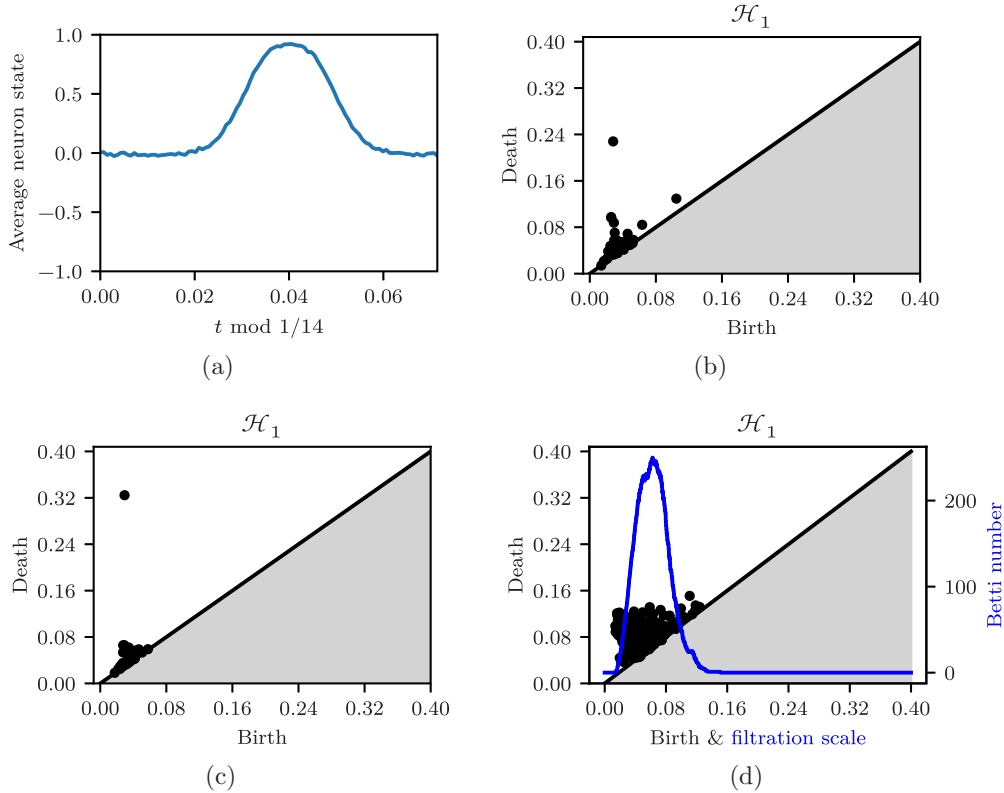 1.0
0.5
0.0
−0.5
−1.0
Average neuron state
0.00 0.02 0.04 0.06
t mod 1/14
(a)
ℋ₁
0.40
0.32
0.24
0.16
0.08
0.00
Death
0.00 0.08 0.16 0.24 0.32 0.40
Birth
(b)
ℋ₁
0.40
0.32
0.24
0.16
0.08
0.00
Death
0.00 0.08 0.16 0.24 0.32 0.40
Birth
(c)
ℋ₁
0.40
0.32
0.24
0.16
0.08
0.00
Death
200
100
0
Betti number
0.00 0.08 0.16 0.24 0.32 0.40
Birth & filtration scale
(d)